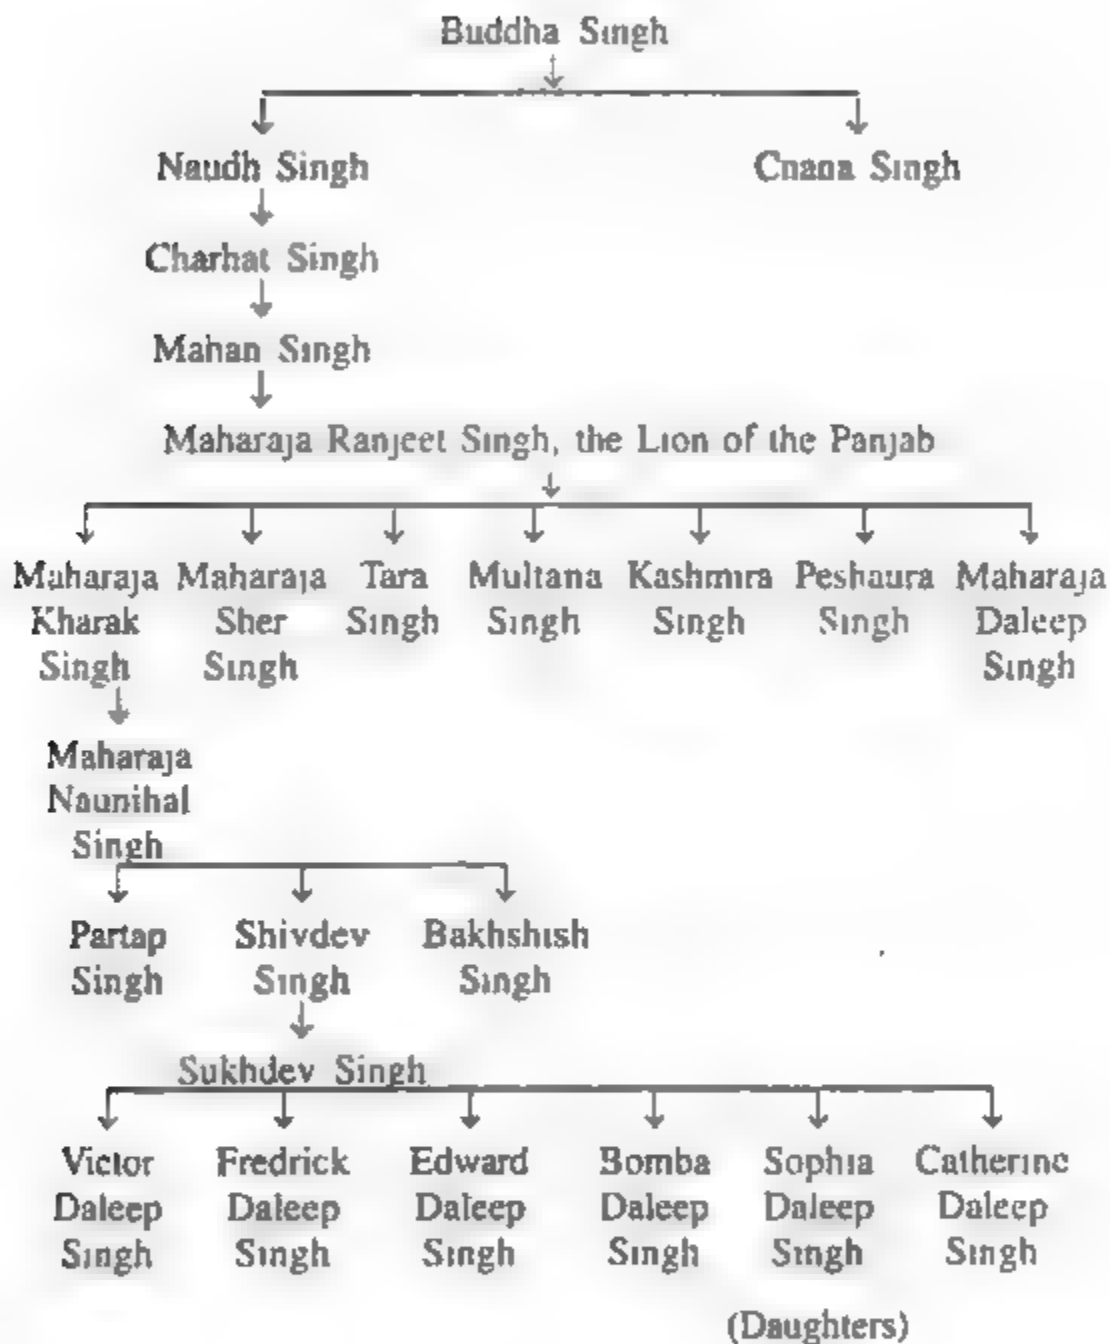 Buddha Singh
Naudh Singh Cnana Singh
Charhat Singh
Mahan Singh
Maharaja Ranjeet Singh, the Lion of the Panjab
Maharaja Maharaja Tara Multana Kashmira Peshaura Maharaja
Kharak Sher Singh Singh Singh Singh Daleep
Singh Singh Singh
Maharaja
Naunihal
Singh
Partap Shivdev Bakhshish
Singh Singh Singh
Sukhdev Singh
Victor Fredrick Edward Bomba Sophia Catherine
Daleep Daleep Daleep Daleep Daleep Daleep
Singh Singh Singh Singh Singh Singh
(Daughters)